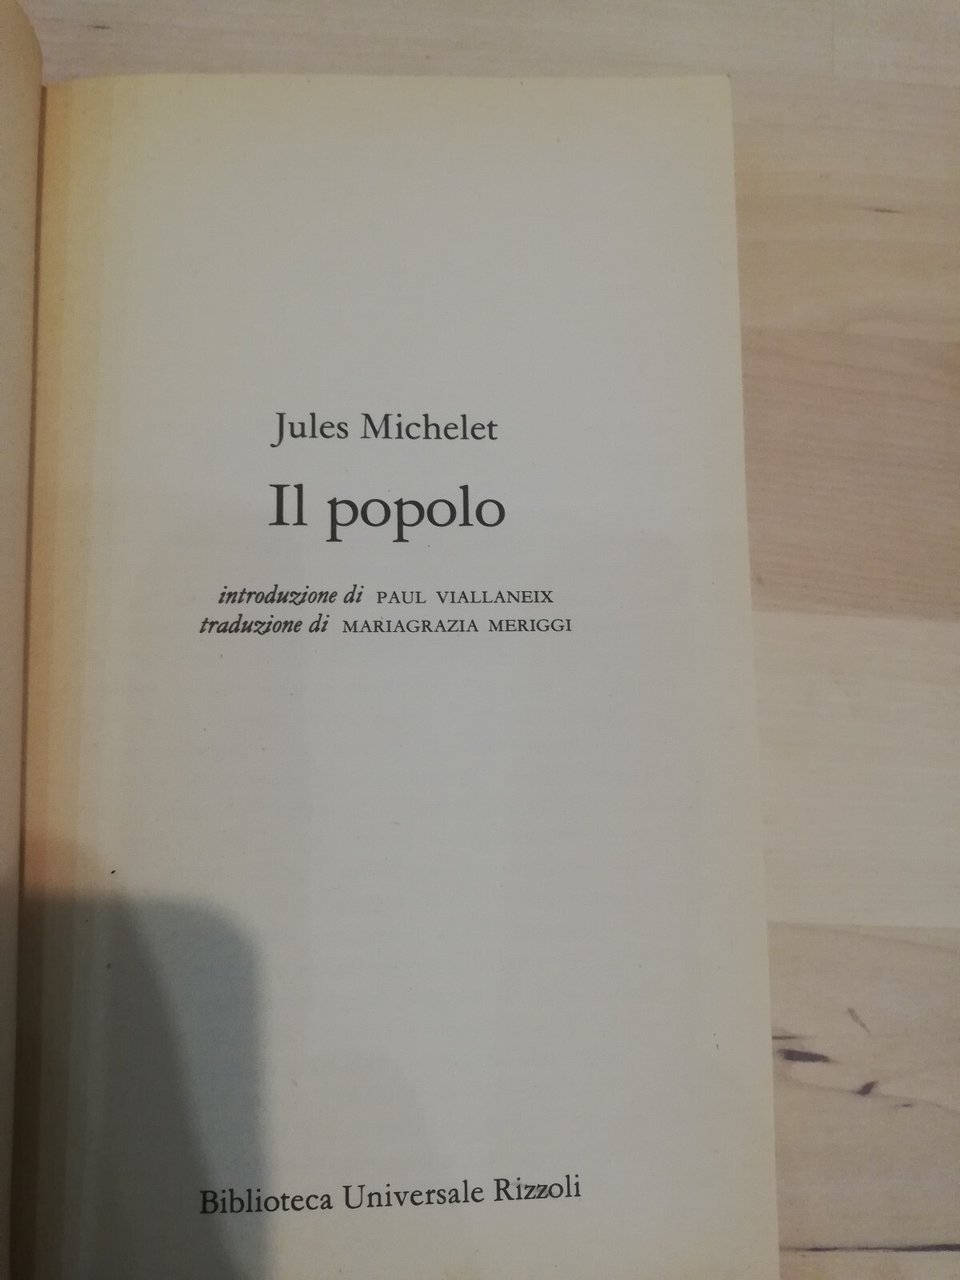 Jules Michelet
Il popolo
introduzione di PAUL VIALLANEIX
traduzione di MARIAGRAZIA MERIGGI
Biblioteca Universale Rizzoli